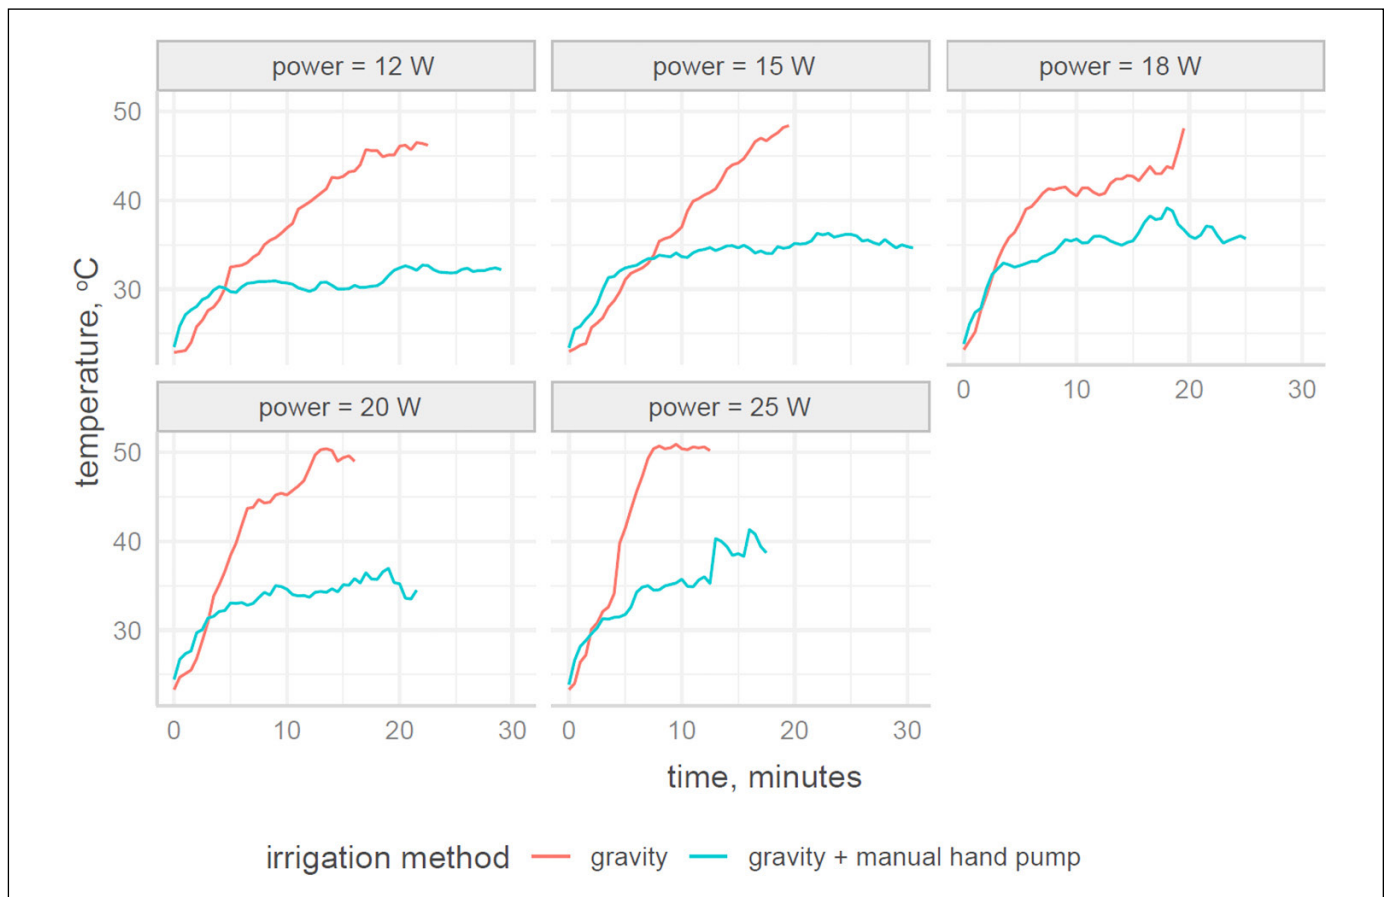 power = 12 W
power = 15 W
power = 18 W
50
40
30
0 10 20 30
power = 20 W
power = 25 W
50
40
30
0 10 20 30
0 10 20 30
temperature, ºC
time, minutes
irrigation method gravity gravity + manual hand pump